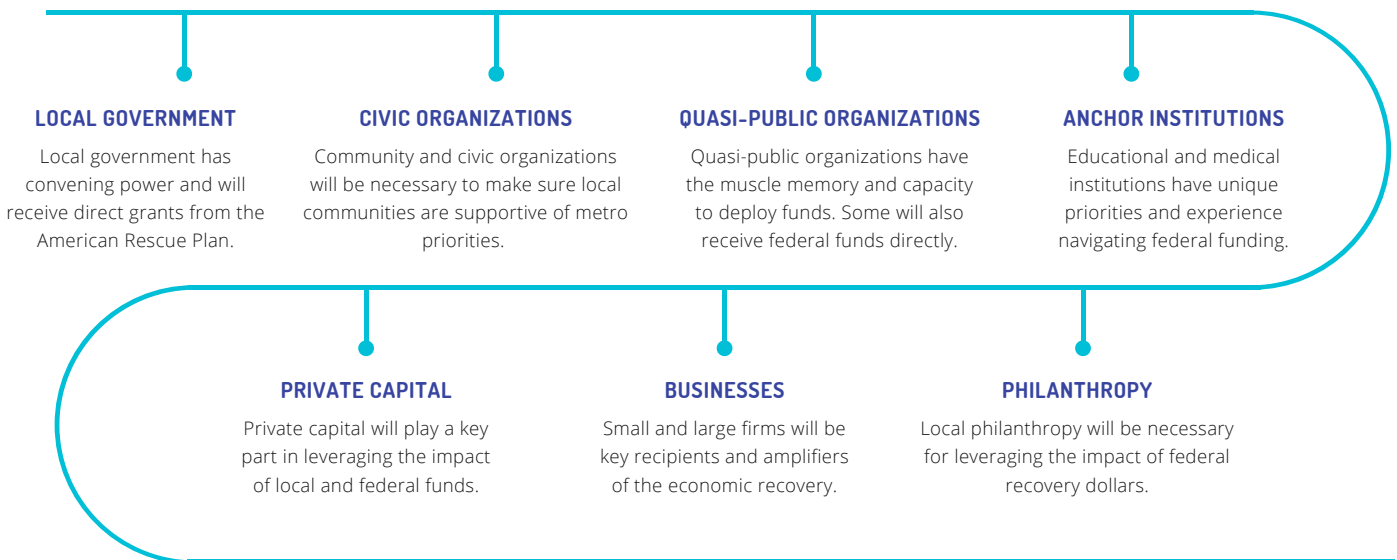 LOCAL GOVERNMENT
Local government has
convening power and will
receive direct grants from the
American Rescue Plan.
CIVIC ORGANIZATIONS
Community and civic organizations
will be necessary to make sure local
communities are supportive of metro
priorities.
QUASI-PUBLIC ORGANIZATIONS
Quasi-public organizations have
the muscle memory and capacity
to deploy funds. Some will also
receive federal funds directly.
ANCHOR INSTITUTIONS
Educational and medical
institutions have unique
priorities and experience
navigating federal funding.
PRIVATE CAPITAL
Private capital will play a key
part in leveraging the impact
of local and federal funds.
BUSINESSES
Small and large firms will be
key recipients and amplifiers
of the economic recovery.
PHILANTHROPY
Local philanthropy will be necessary
for leveraging the impact of federal
recovery dollars.